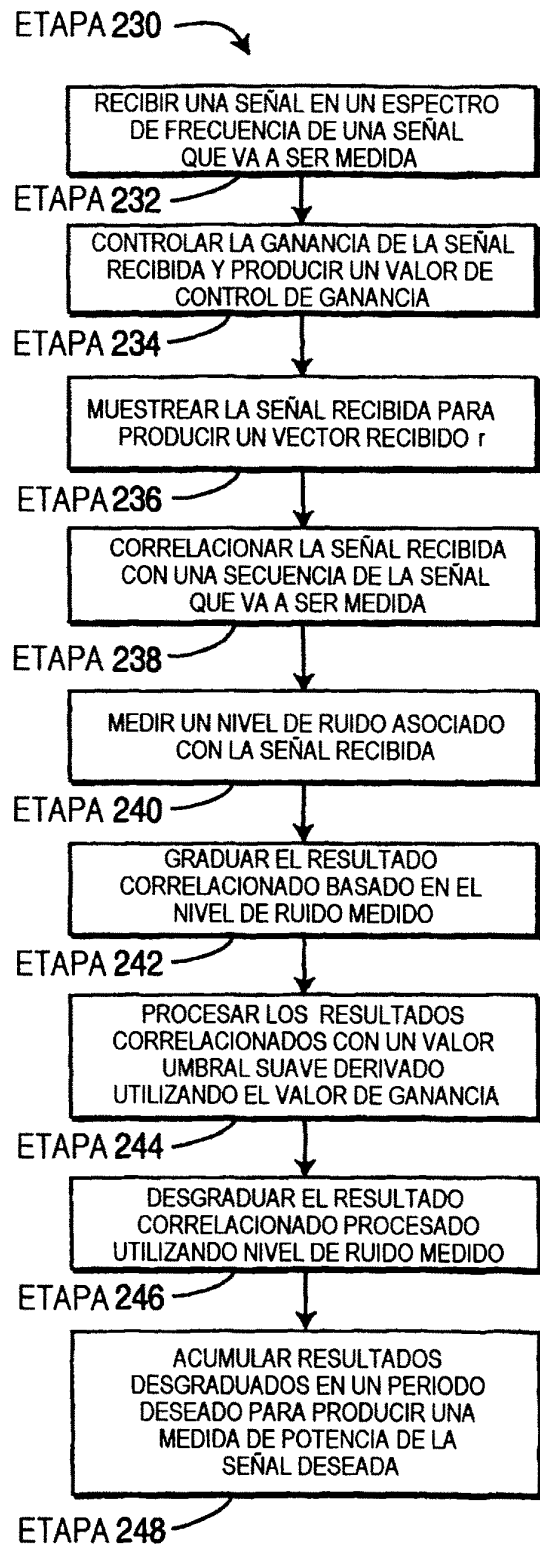 ETAPA 230
RECIBIR UNA SEÑAL EN UN ESPECTRO
DE FRECUENCIA DE UNA SEÑAL
QUE VA A SER MEDIDA
ETAPA 232
CONTROLAR LA GANANCIA DE LA SEÑAL
RECIBIDA Y PRODUCIR UN VALOR DE
CONTROL DE GANANCIA
ETAPA 234
MUESTREAR LA SEÑAL RECIBIDA PARA
PRODUCIR UN VECTOR RECIBIDO r
ETAPA 236
CORRELACIONAR LA SEÑAL RECIBIDA
CON UNA SECUENCIA DE LA SEÑAL
QUE VA A SER MEDIDA
ETAPA 238
MEDIR UN NIVEL DE RUIDO ASOCIADO
CON LA SEÑAL RECIBIDA
ETAPA 240
GRADUAR EL RESULTADO
CORRELACIONADO BASADO EN EL
NIVEL DE RUIDO MEDIDO
ETAPA 242
PROCESAR LOS RESULTADOS
CORRELACIONADOS CON UN VALOR
UMBRAL SUAVE DERIVADO
UTILIZANDO EL VALOR DE GANANCIA
ETAPA 244
DESGRADUAR EL RESULTADO
CORRELACIONADO PROCESADO
UTILIZANDO NIVEL DE RUIDO MEDIDO
ETAPA 246
ACUMULAR RESULTADOS
DESGRADUADOS EN UN PERIODO
DESEADO PARA PRODUCIR UNA
MEDIDA DE POTENCIA DE LA
SEÑAL DESEADA
ETAPA 248